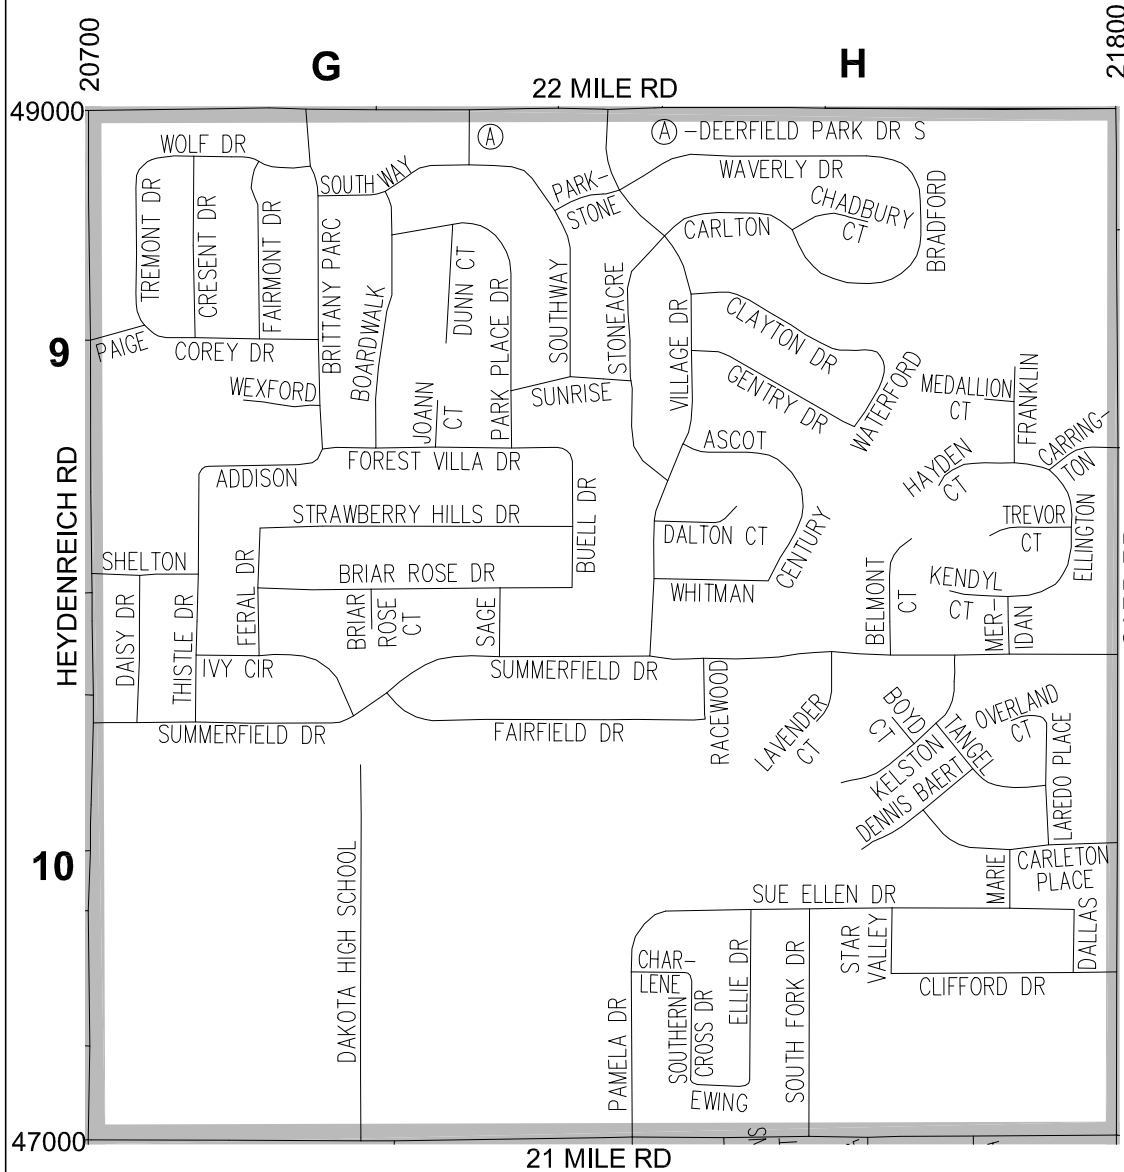 20700
G
H
21800
22 MILE RD
49000
A
A -DEERFIELD PARK DR S
WOLF DR
WAVERLY DR
SOUTH WAY
PARK-
STONE
CHADBURY
CT
BRADFORD
TREMONT DR
CRESENT DR
FAIRMONT DR
BRITTANY PARC
BOARDWALK
DUNN CT
PARK PLACE DR
SOUTHWAY
STONEACRE
CARLTON
VILLAGE DR
CLAYTON DR
PAIGE
COREY DR
9
WEXFORD
JOANN
CT
SUNRISE
GENTRY DR
WATERFORD
MEDALLION
CT
FRANKLIN
CARRING-
TON
HEYDENREICH RD
ADDISON
FOREST VILLA DR
ASCOT
HAYDEN
CT
STRAWBERRY HILLS DR
BUELL DR
DALTON CT
CENTURY
TREVOR
CT
ELLINGTON
SHELTON
FERAL DR
BRIAR ROSE DR
WHITMAN
BELMONT
CT
KENDYL
CT
DAISY DR
THISTLE DR
BRIAR
ROSE
CT
SAGE
MER-
IDAN
IVY CIR
SUMMERFIELD DR
RACEWOOD
LAVENDER
CT
BOYD
CT
TANGEL
OVERLAND
CT
LAREDO PLACE
SUMMERFIELD DR
FAIRFIELD DR
KELSTON
DENNIS BAERT
10
DAKOTA HIGH SCHOOL
MARIE
CARLETON
PLACE
SUE ELLEN DR
STAR
VALLEY
DALLAS
CHAR-
LENE
PAMELA DR
SOUTHERN
CROSS DR
ELLIE DR
SOUTH FORK DR
CLIFFORD DR
EWING
47000
21 MILE RD